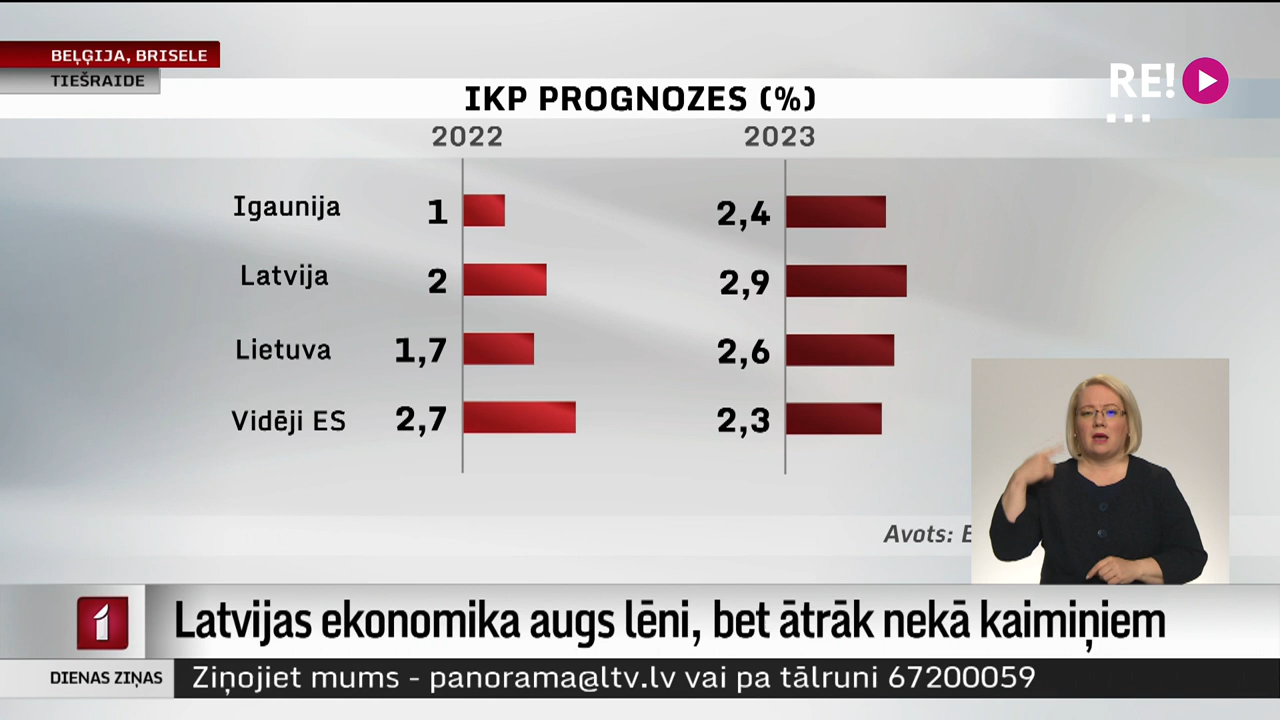 BEĻĢIJA, BRISELE
TIEŠRAIDE
RE!
IKP PROGNOZES (%)
2022 2023
Igaunija 1 2,4
Latvija 2 2,9
Lietuva 1,7 2,6
Vidēji ES 2,7 2,3
Avots:
1 Latvijas ekonomika augs lēni, bet ātrāk nekā kaimiņiem
DIENAS ZIŅAS Ziņojiet mums - panorama@ltv.lv vai pa tālruni 67200059